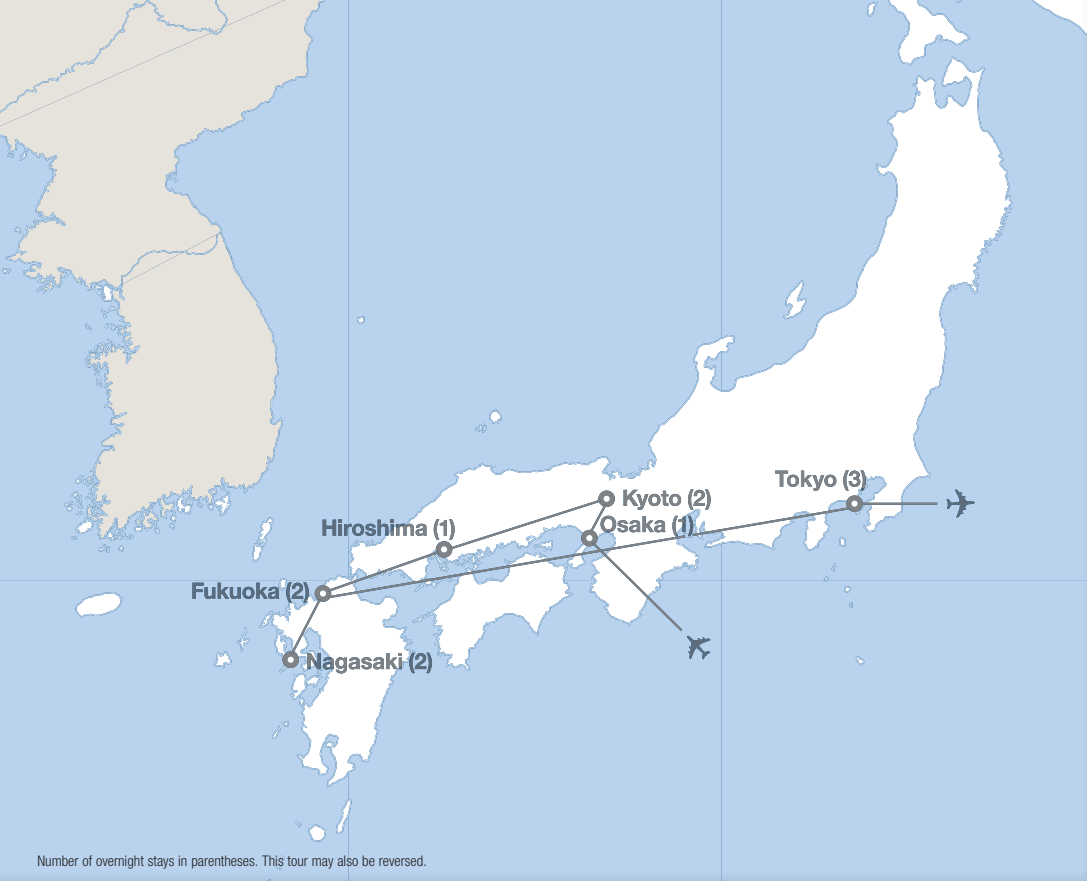 Tokyo (3)
Kyoto (2)
Osaka (1)
Hiroshima (1)
Fukuoka (2)
Nagasaki (2)
Number of overnight stays in parentheses. This tour may also be reversed.